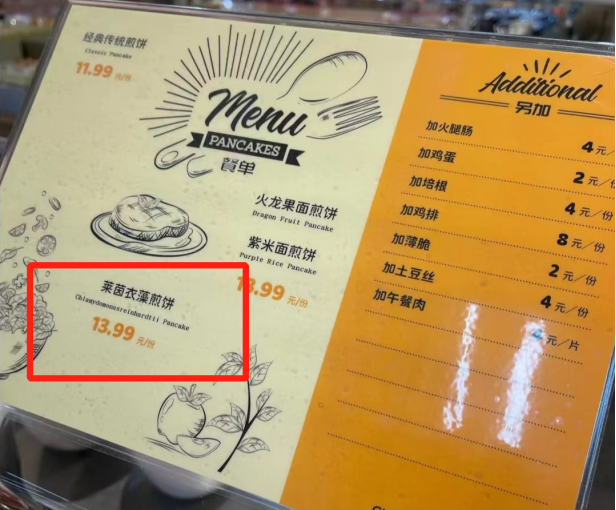 经典传统煎饼
Classic Pancake
11.99 元/份
Menu
PANCAKES
餐单
火龙果面煎饼
Dragon Fruit Pancake
紫米面煎饼
Purple Rice Pancake
13.99 元/份
莱茵衣藻煎饼
Chlamydomonasreinhardtii Pancake
13.99 元/份
Additional
另加
加火腿肠 4元/
加鸡蛋 2元/份
加培根 4元/份
加鸡排 8元/份
加薄脆 2元/份
加土豆丝 4元/份
加午餐肉 4元/片